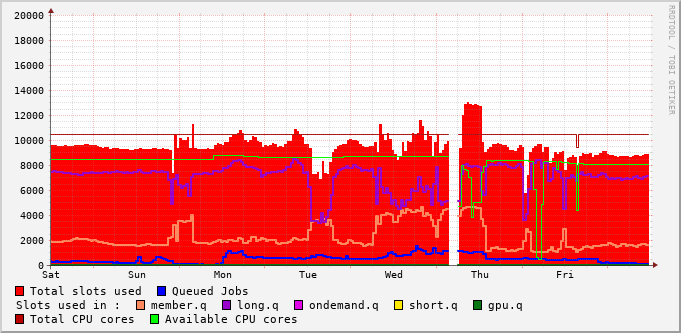 RRDTOOL / TOBI OETIKER
20000
18000
16000
14000
12000
10000
8000
6000
4000
2000
0
Sat Sun Mon Tue Wed Thu Fri
Total slots used Queued Jobs
Slots used in : member.q long.q ondemand.q short.q gpu.q
Total CPU cores Available CPU cores